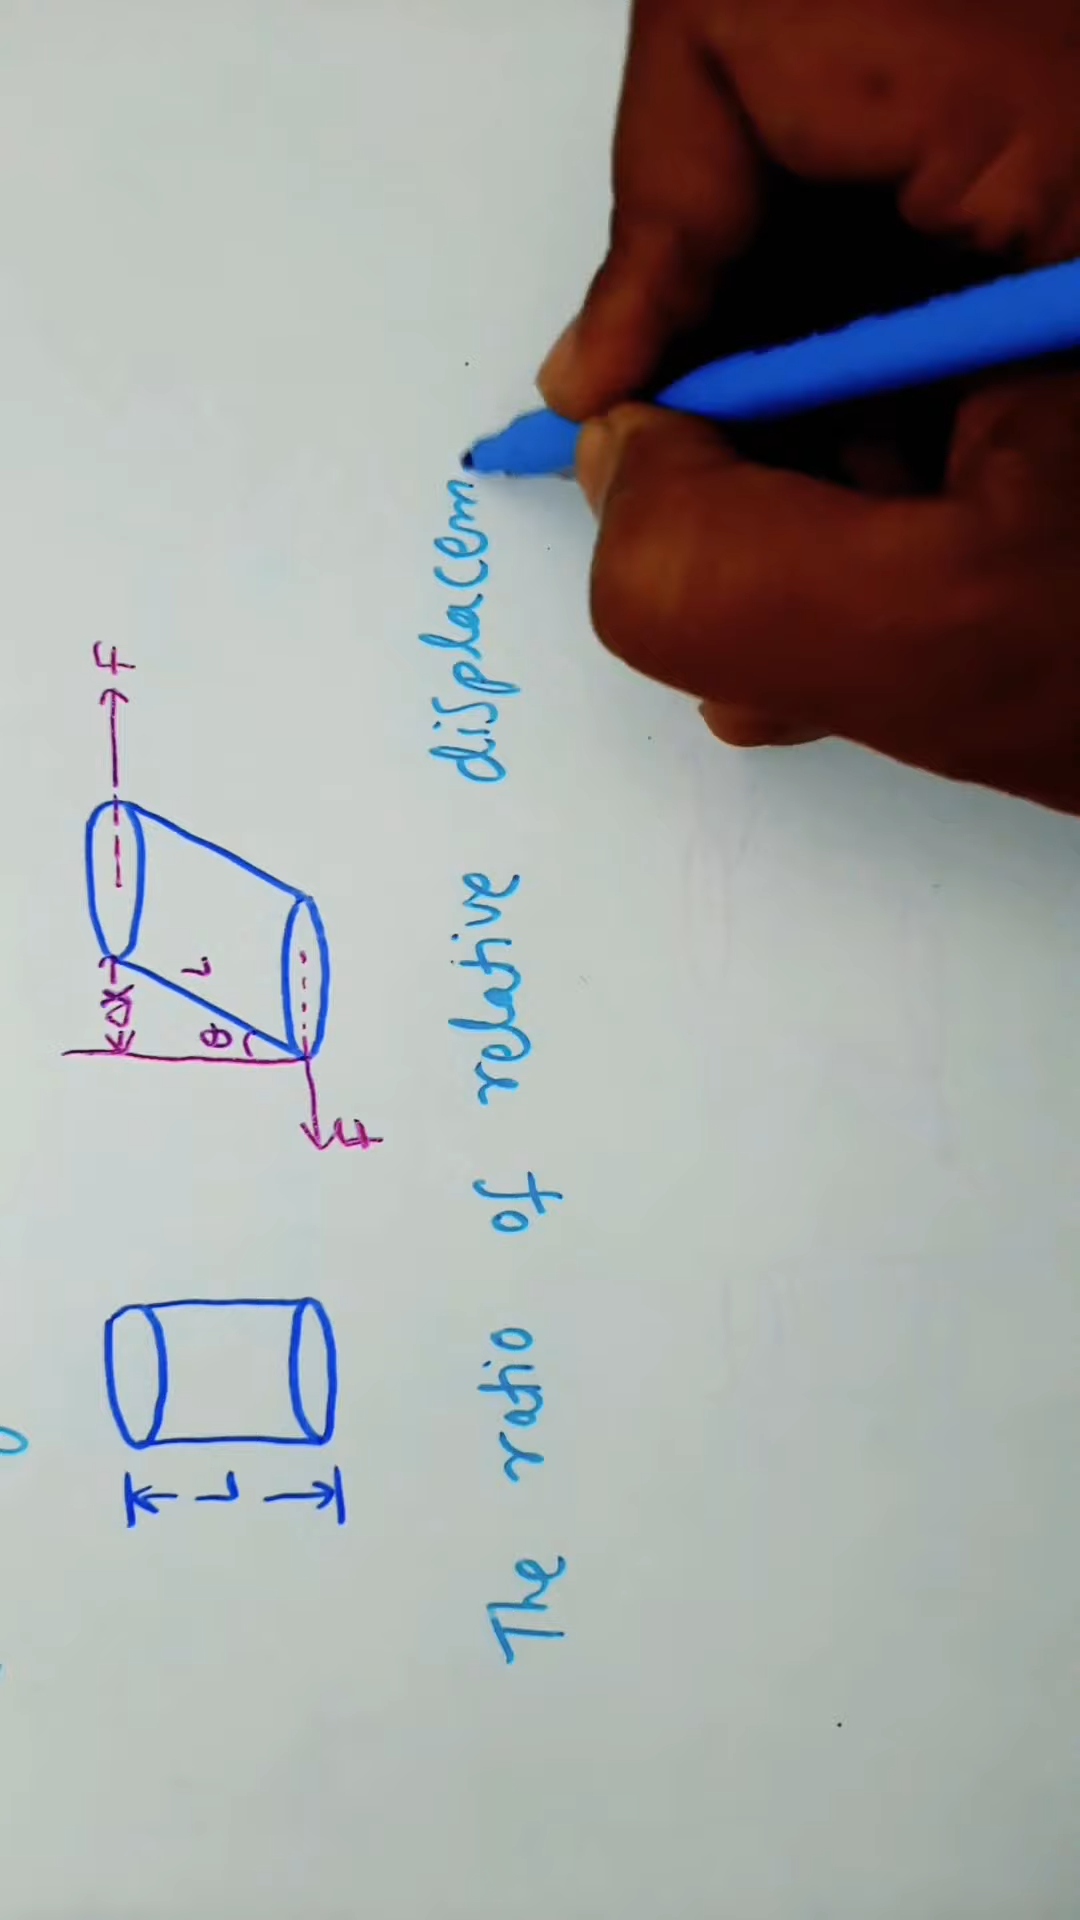 F
Δx
L
θ
F
L
The ratio of relative displacem